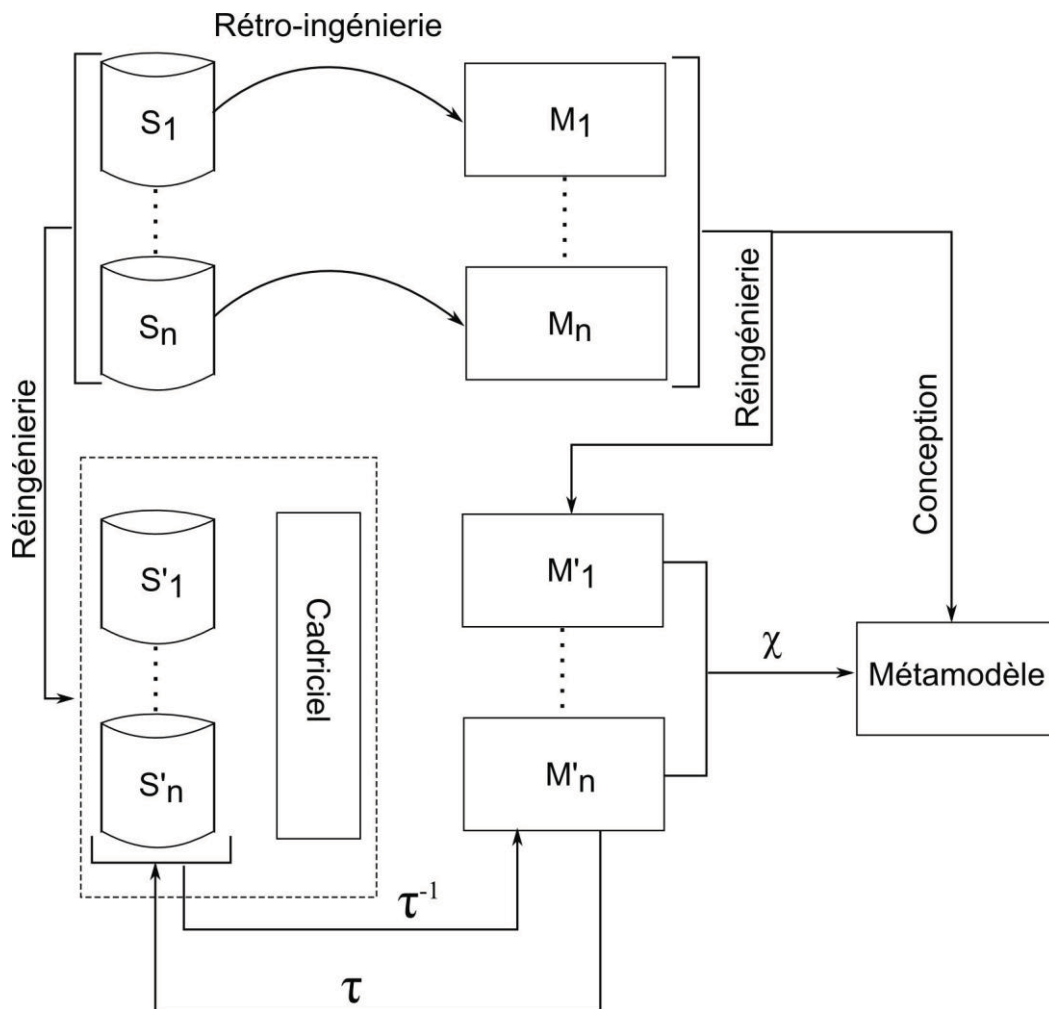 Rétro-ingénierie
S1
M1
Sn
Mn
Réingénierie
Réingénierie
Conception
S'1
Cadriciel
M'1
χ
Métamodèle
S'n
M'n
τ-1
τ